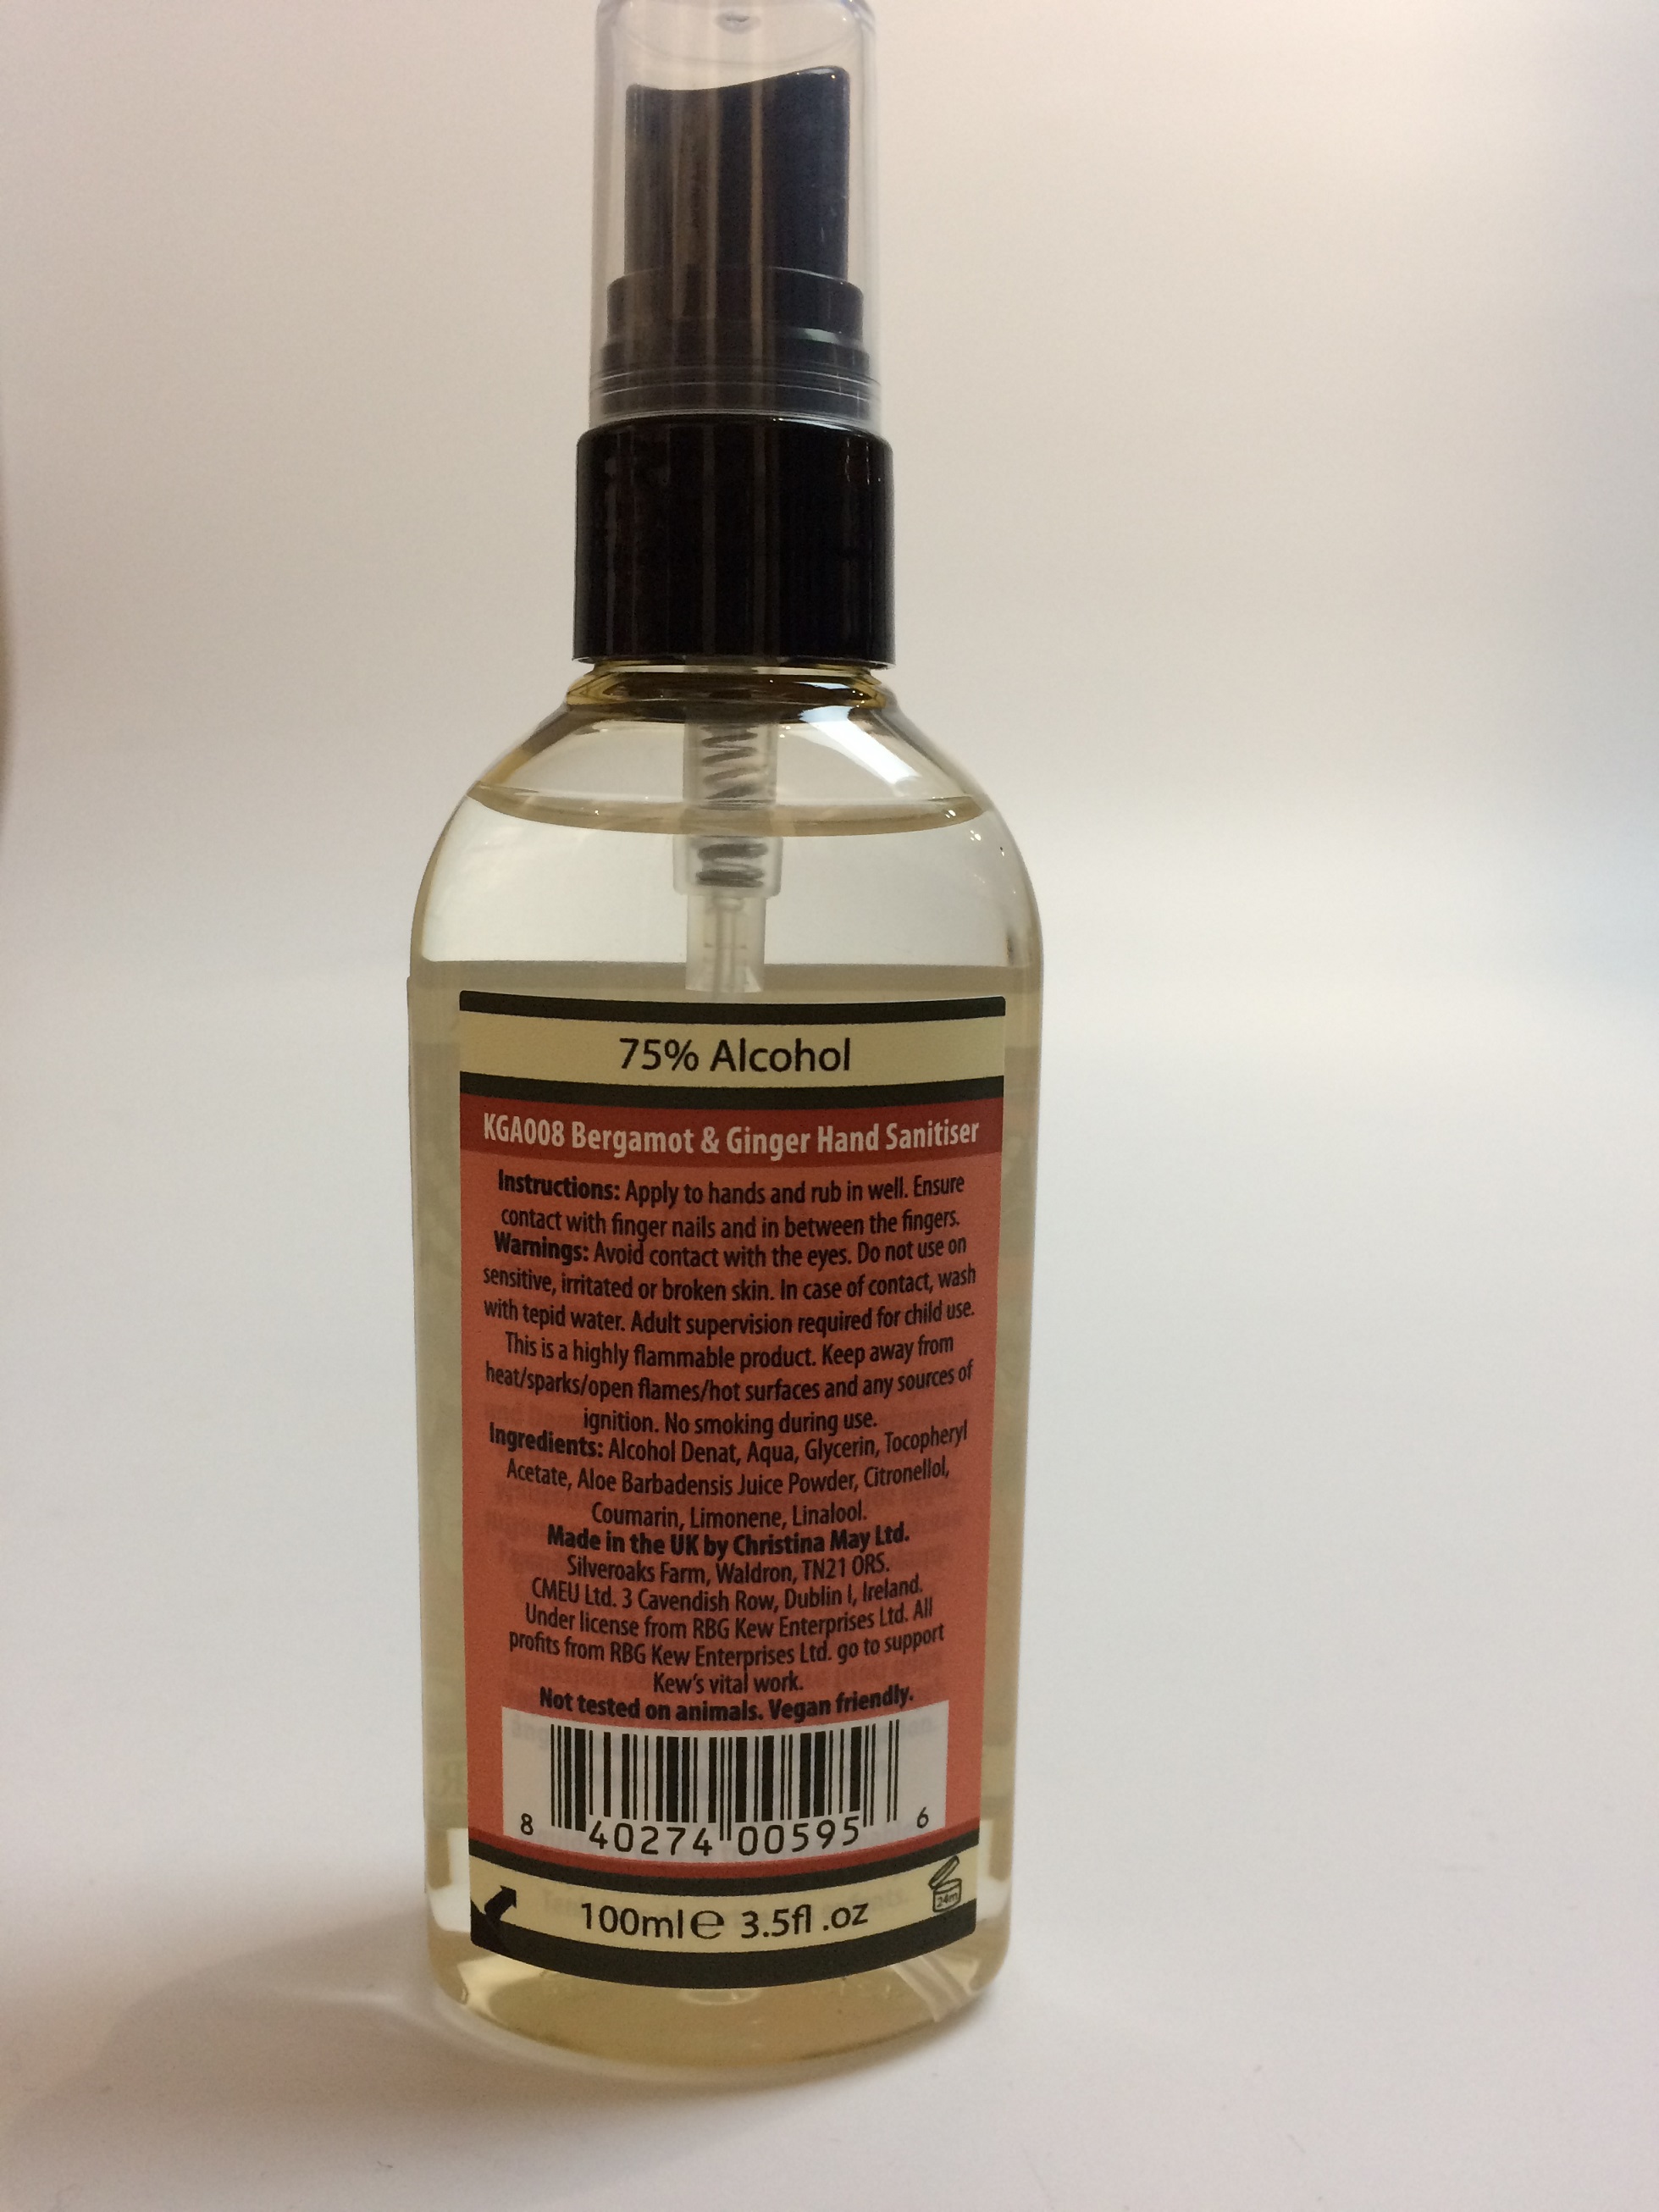 75% Alcohol
KGA008 Bergamot & Ginger Hand Sanitiser
Instructions: Apply to hands and rub in well. Ensure
contact with finger nails and in between the fingers.
Warnings: Avoid contact with the eyes. Do not use on
sensitive, irritated or broken skin. In case of contact, wash
with tepid water. Adult supervision required for child use.
This is a highly flammable product. Keep away from
heat/sparks/open flames/hot surfaces and any sources of
ignition. No smoking during use.
Ingredients: Alcohol Denat, Aqua, Glycerin, Tocopheryl
Acetate, Aloe Barbadensis Juice Powder, Citronellol,
Coumarin, Limonene, Linalool.
Made in the UK by Christina May Ltd.
Silveroaks Farm, Waldron, TN21 0RS.
CMEU Ltd. 3 Cavendish Row, Dublin I, Ireland.
Under license from RBG Kew Enterprises Ltd. All
profits from RBG Kew Enterprises Ltd. go to support
Kew's vital work.
Not tested on animals. Vegan friendly.
8 40274 00595 6
24m
100ml e 3.5fl .oz